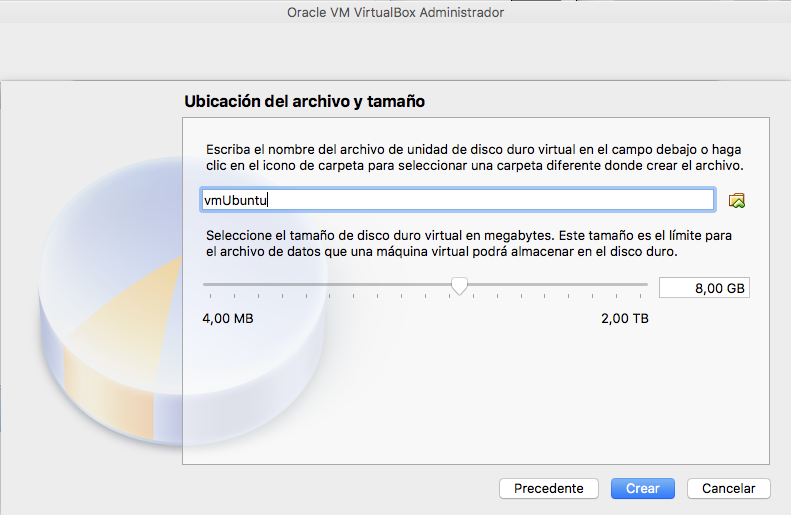 Oracle VM VirtualBox Administrador
Ubicación del archivo y tamaño
Escriba el nombre del archivo de unidad de disco duro virtual en el campo debajo o haga
clic en el icono de carpeta para seleccionar una carpeta diferente donde crear el archivo.
vmUbuntu
Seleccione el tamaño de disco duro virtual en megabytes. Este tamaño es el límite para
el archivo de datos que una máquina virtual podrá almacenar en el disco duro.
8,00 GB
4,00 MB 2,00 TB
Precedente Crear Cancelar